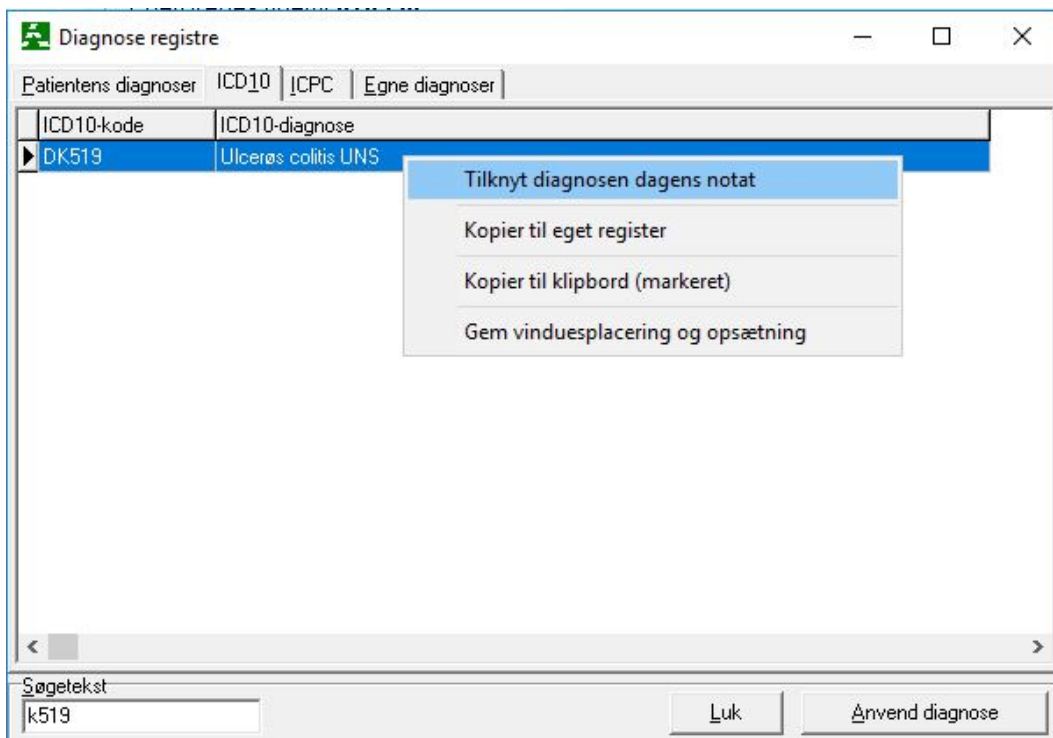 Diagnose registre
Patientens diagnoser ICD10 ICPC Egne diagnoser
ICD10-kode ICD10-diagnose
DK519 Ulcerøs colitis UNS
Tilknyt diagnosen dagens notat
Kopier til eget register
Kopier til klipbord (markeret)
Gem vinduesplacering og opsætning
Søgetekst
k519 Luk Anvend diagnose